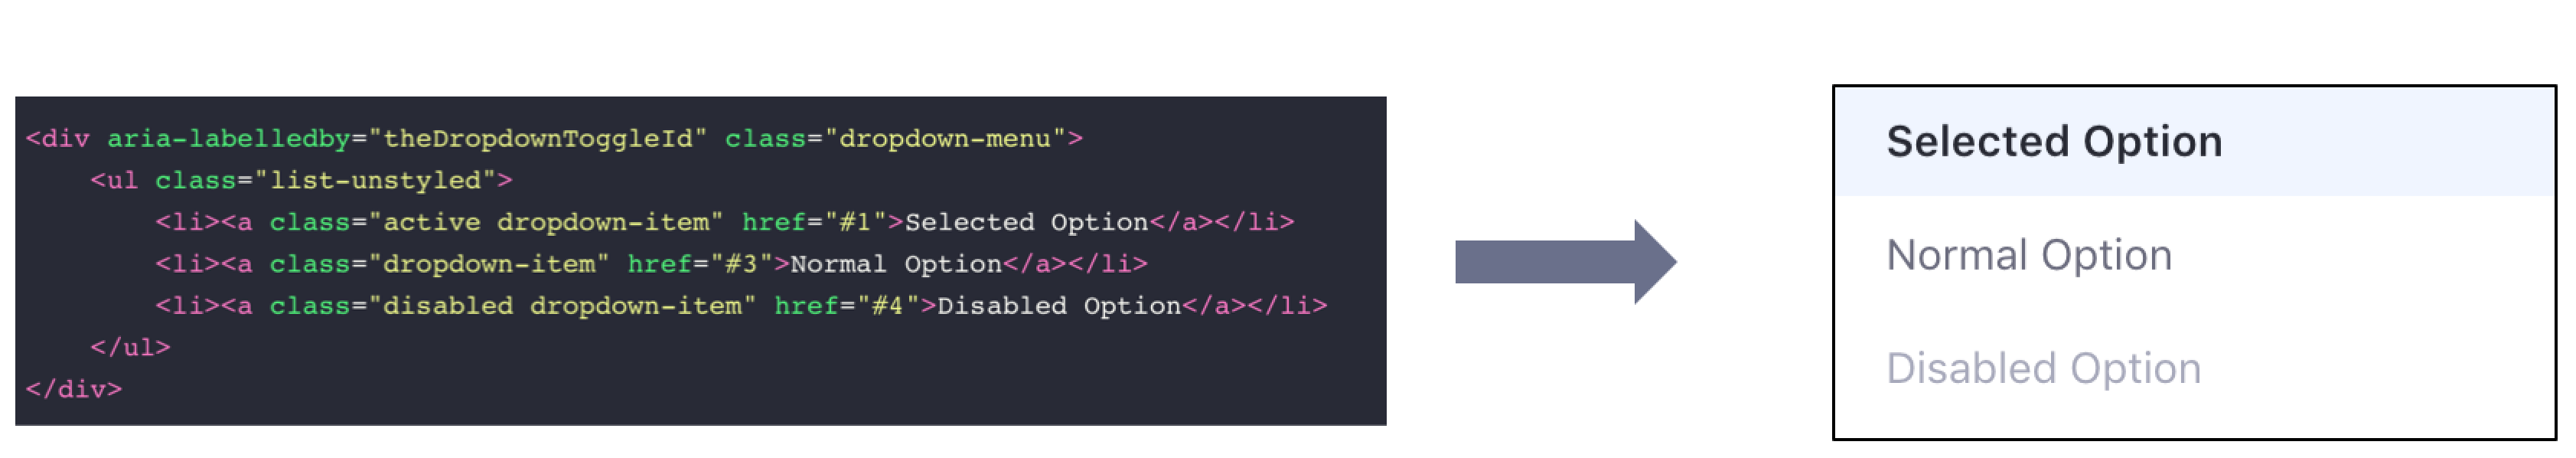 <div aria-labelledby="theDropdownToggleId" class="dropdown-menu">
    <ul class="list-unstyled">
        <li><a class="active dropdown-item" href="#1">Selected Option</a></li>
        <li><a class="dropdown-item" href="#3">Normal Option</a></li>
        <li><a class="disabled dropdown-item" href="#4">Disabled Option</a></li>
    </ul>
</div>
Selected Option
Normal Option
Disabled Option